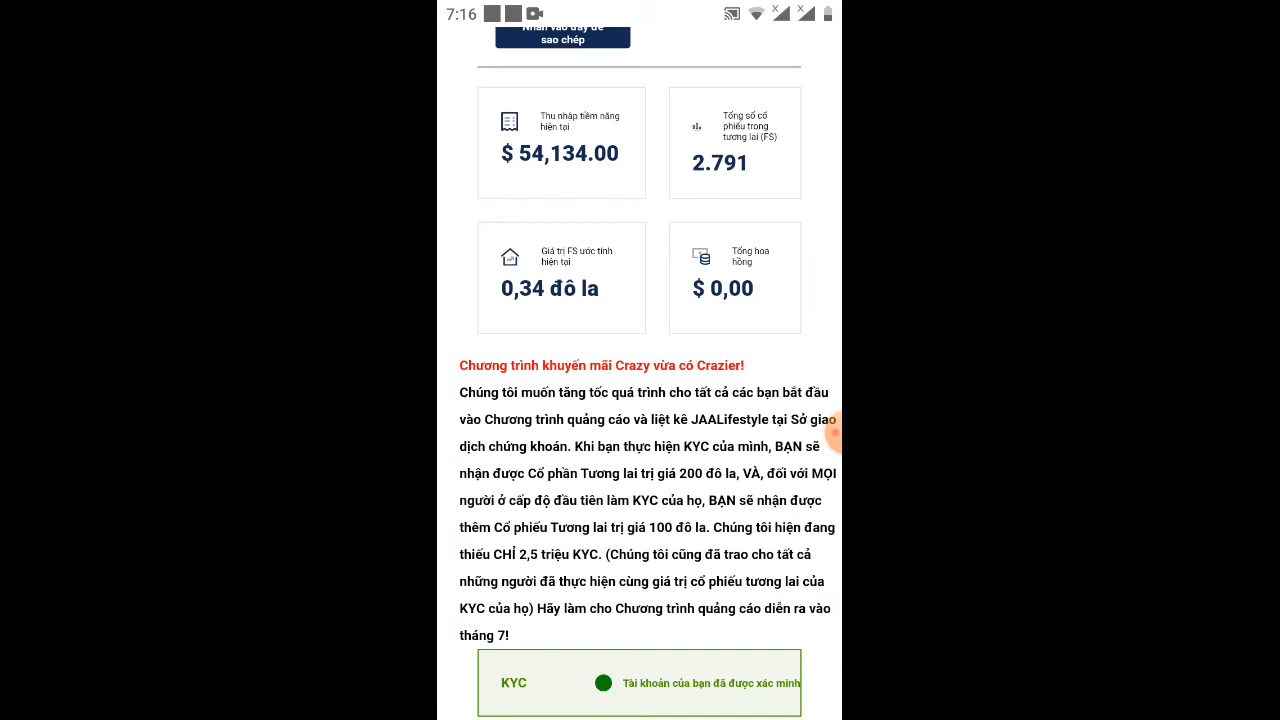 7:16
Nhấn vào đây để
sao chép
Thu nhập tiềm năng
hiện tại
$ 54,134.00
Tổng số cổ
phiếu trong
tương lai (FS)
2.791
Giá trị FS ước tính
hiện tại
0,34 đô la
Tổng hoa
hồng
$ 0,00
Chương trình khuyến mãi Crazy vừa có Crazier!
Chúng tôi muốn tăng tốc quá trình cho tất cả các bạn bắt đầu
vào Chương trình quảng cáo và liệt kê JAALifestyle tại Sở giao
dịch chứng khoán. Khi bạn thực hiện KYC của mình, BẠN sẽ
nhận được Cổ phần Tương lai trị giá 200 đô la, VÀ, đối với MỌI
người ở cấp độ đầu tiên làm KYC của họ, BẠN sẽ nhận được
thêm Cổ phiếu Tương lai trị giá 100 đô la. Chúng tôi hiện đang
thiếu CHỈ 2,5 triệu KYC. (Chúng tôi cũng đã trao cho tất cả
những người đã thực hiện cùng giá trị cổ phiếu tương lai của
KYC của họ) Hãy làm cho Chương trình quảng cáo diễn ra vào
tháng 7!
KYC
Tài khoản của bạn đã được xác minh